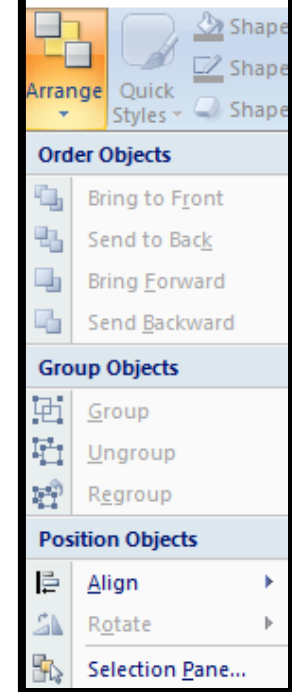 Shape
Shape
Shape
Arrange
Quick
Styles
Order Objects
Bring to Front
Send to Back
Bring Forward
Send Backward
Group Objects
Group
Ungroup
Regroup
Position Objects
Align
Rotate
Selection Pane...